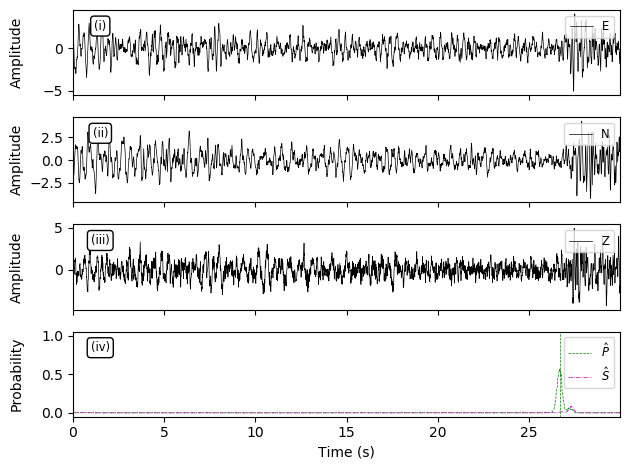 (i)
E
Amplitude
0
−5
(ii)
N
Amplitude
2.5
0.0
−2.5
(iii)
Z
Amplitude
5
0
(iv)
P̂
Ŝ
Probability
1.0
0.5
0.0
0 5 10 15 20 25
Time (s)